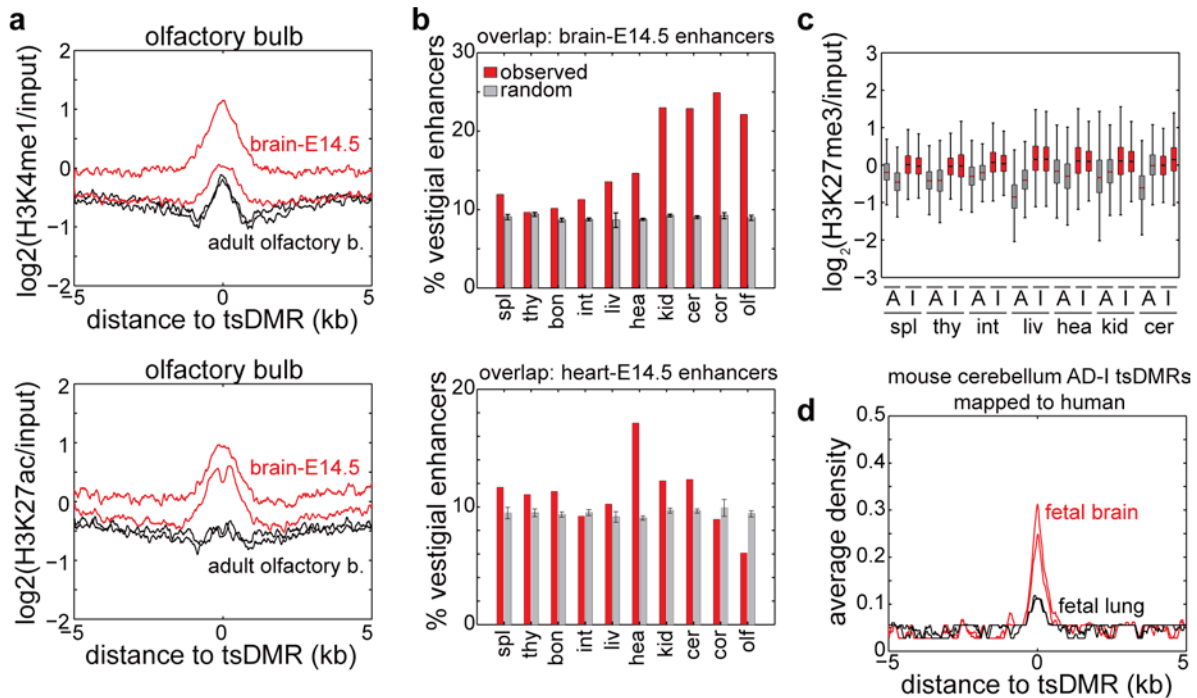 a
olfactory bulb
log2(H3K4me1/input)
2
1
0
−1
−2
brain-E14.5
adult olfactory b.
−5
0
5
distance to tsDMR (kb)
olfactory bulb
log2(H3K27ac/input)
2
1
0
−1
−2
brain-E14.5
adult olfactory b.
−5
0
5
distance to tsDMR (kb)
b
overlap: brain-E14.5 enhancers
% vestigial enhancers
30
20
10
0
observed
random
spl
thy
bon
int
liv
hea
kid
cer
cor
olf
overlap: heart-E14.5 enhancers
% vestigial enhancers
20
15
10
5
0
spl
thy
bon
int
liv
hea
kid
cer
cor
olf
c
log2(H3K27me3/input)
3
2
1
0
−1
−2
−3
A I A I A I A I A I A I A I
spl thy int liv hea kid cer
d
mouse cerebellum AD-I tsDMRs
mapped to human
average density
0.5
0.4
0.3
0.2
0.1
0
fetal brain
fetal lung
−5
0
5
distance to tsDMR (kb)